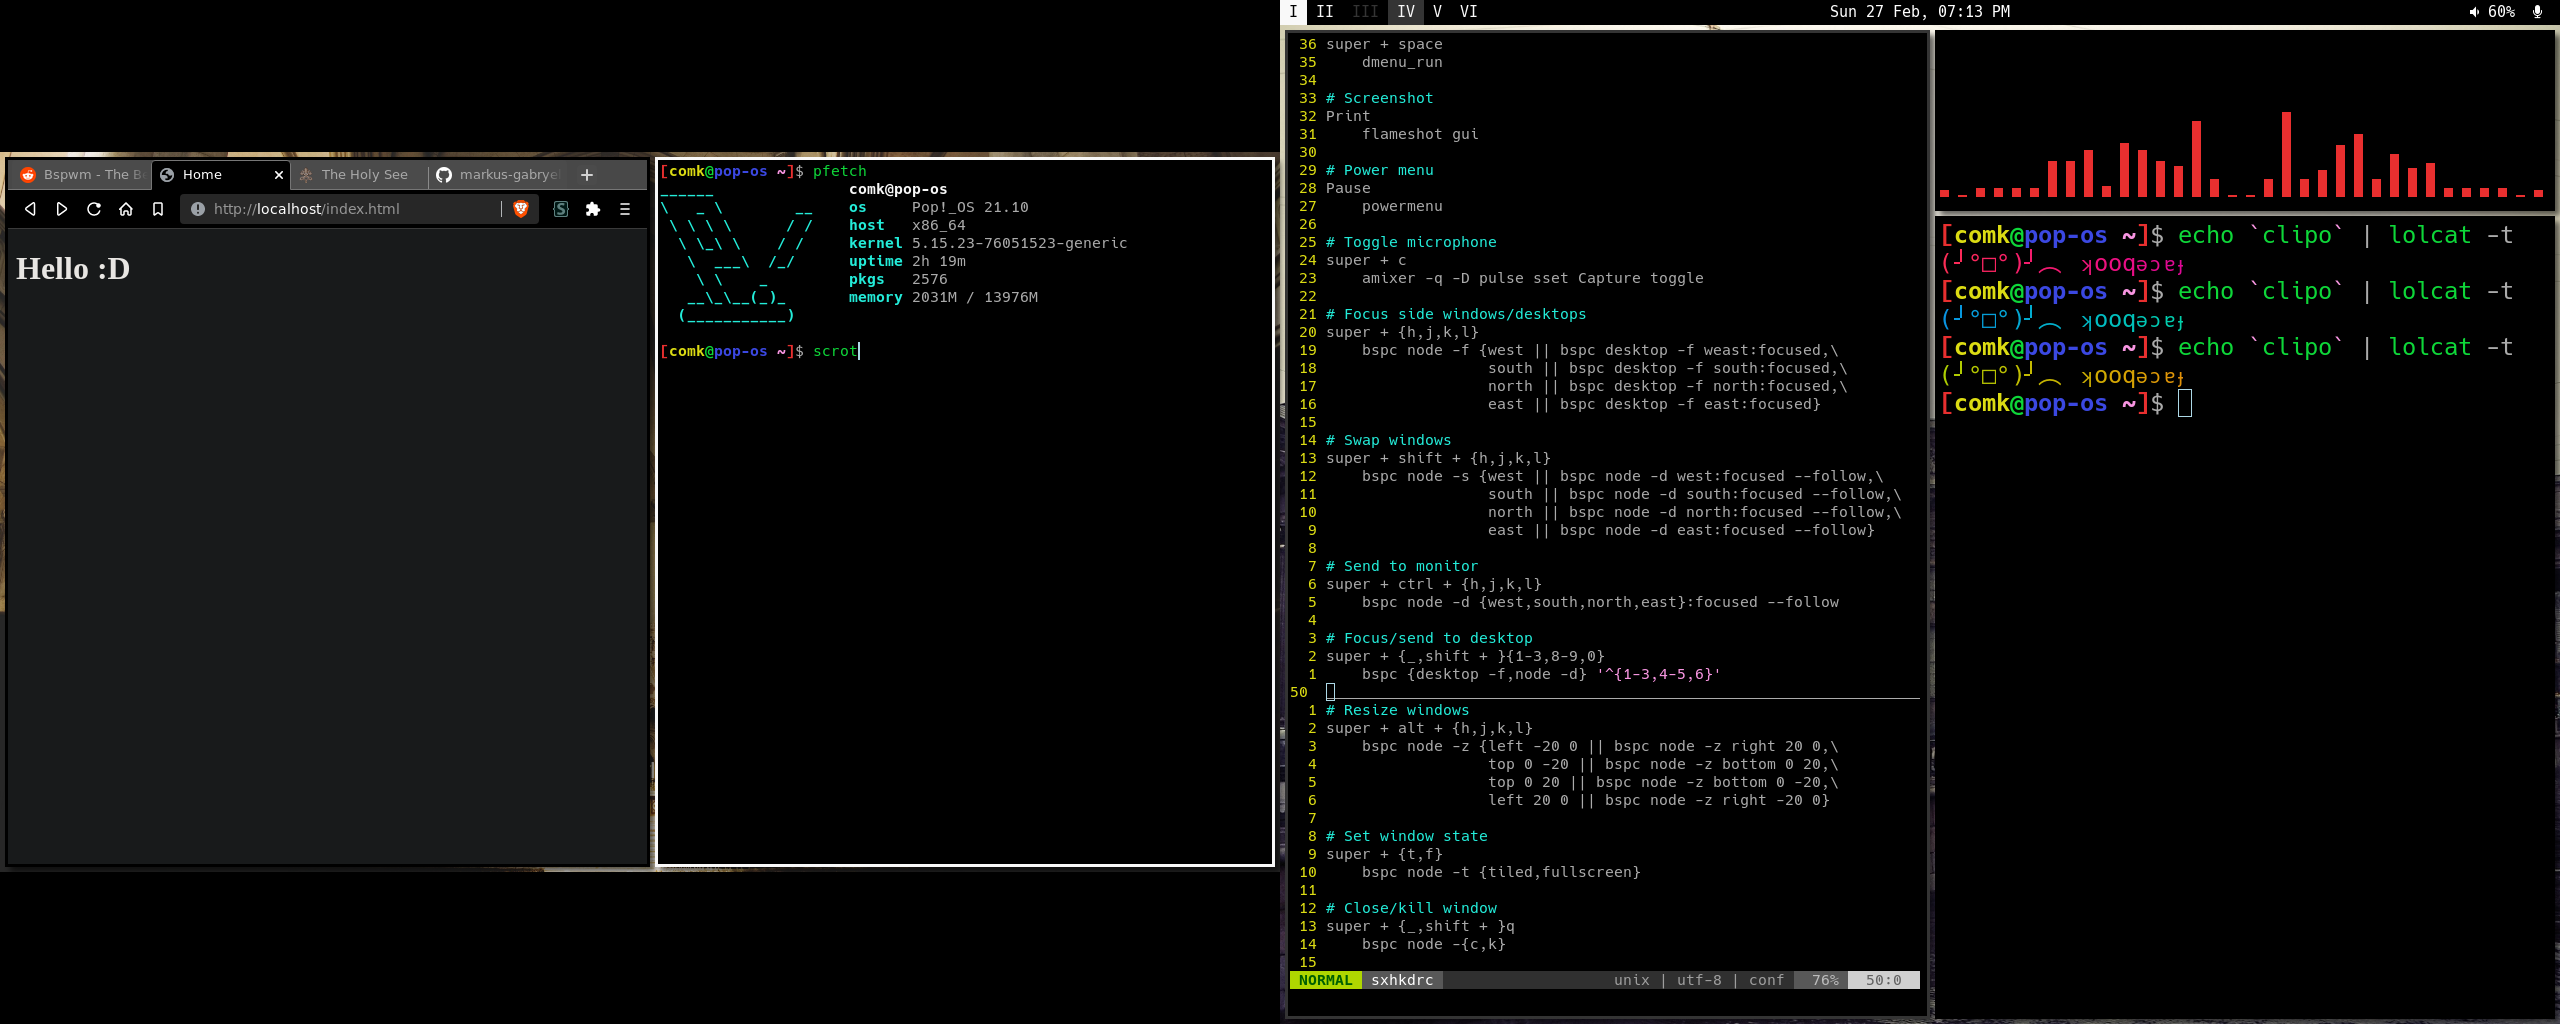 Bspwm - The Be
Home
The Holy See
markus-gabrye
http://localhost/index.html
Hello :D
[comk@pop-os ~]$ pfetch
comk@pop-os
os Pop!_OS 21.10
host x86_64
kernel 5.15.23-76051523-generic
uptime 2h 19m
pkgs 2576
memory 2031M / 13976M
[comk@pop-os ~]$ scrot
I II III IV V VI
Sun 27 Feb, 07:13 PM
60%
36 super + space
35     dmenu_run
34
33 # Screenshot
32 Print
31     flameshot gui
30
29 # Power menu
28 Pause
27     powermenu
26
25 # Toggle microphone
24 super + c
23     amixer -q -D pulse sset Capture toggle
22
21 # Focus side windows/desktops
20 super + {h,j,k,l}
19     bspc node -f {west || bspc desktop -f weast:focused,\
18                   south || bspc desktop -f south:focused,\
17                   north || bspc desktop -f north:focused,\
16                   east || bspc desktop -f east:focused}
15
14 # Swap windows
13 super + shift + {h,j,k,l}
12     bspc node -s {west || bspc node -d west:focused --follow,\
11                   south || bspc node -d south:focused --follow,\
10                   north || bspc node -d north:focused --follow,\
9                   east || bspc node -d east:focused --follow}
8
7 # Send to monitor
6 super + ctrl + {h,j,k,l}
5     bspc node -d {west,south,north,east}:focused --follow
4
3 # Focus/send to desktop
2 super + {_,shift + }{1-3,8-9,0}
1     bspc {desktop -f,node -d} '^{1-3,4-5,6}'
50
1 # Resize windows
2 super + alt + {h,j,k,l}
3     bspc node -z {left -20 0 || bspc node -z right 20 0,\
4                   top 0 -20 || bspc node -z bottom 0 20,\
5                   top 0 20 || bspc node -z bottom 0 -20,\
6                   left 20 0 || bspc node -z right -20 0}
7
8 # Set window state
9 super + {t,f}
10     bspc node -t {tiled,fullscreen}
11
12 # Close/kill window
13 super + {_,shift + }q
14     bspc node -{c,k}
15
NORMAL sxhkdrc unix | utf-8 | conf 76% 50:0
[comk@pop-os ~]$ echo `clipo` | lolcat -t
(╯°□°)╯︵ ʞooqǝɔɐɟ
[comk@pop-os ~]$ echo `clipo` | lolcat -t
(╯°□°)╯︵ ʞooqǝɔɐɟ
[comk@pop-os ~]$ echo `clipo` | lolcat -t
(╯°□°)╯︵ ʞooqǝɔɐɟ
[comk@pop-os ~]$